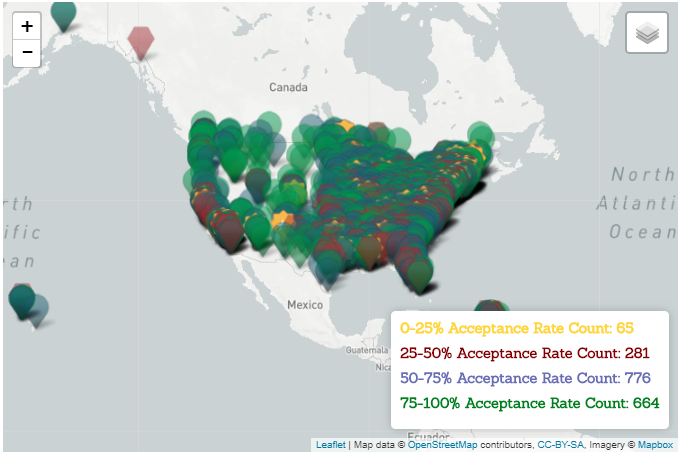 +
−
Canada
North
Atlanti
Ocean
rth
ific
ean
Mexico
Guatemala
Nica
0-25% Acceptance Rate Count: 65
25-50% Acceptance Rate Count: 281
50-75% Acceptance Rate Count: 776
75-100% Acceptance Rate Count: 664
Ecuador
Leaflet | Map data © OpenStreetMap contributors, CC-BY-SA, Imagery © Mapbox